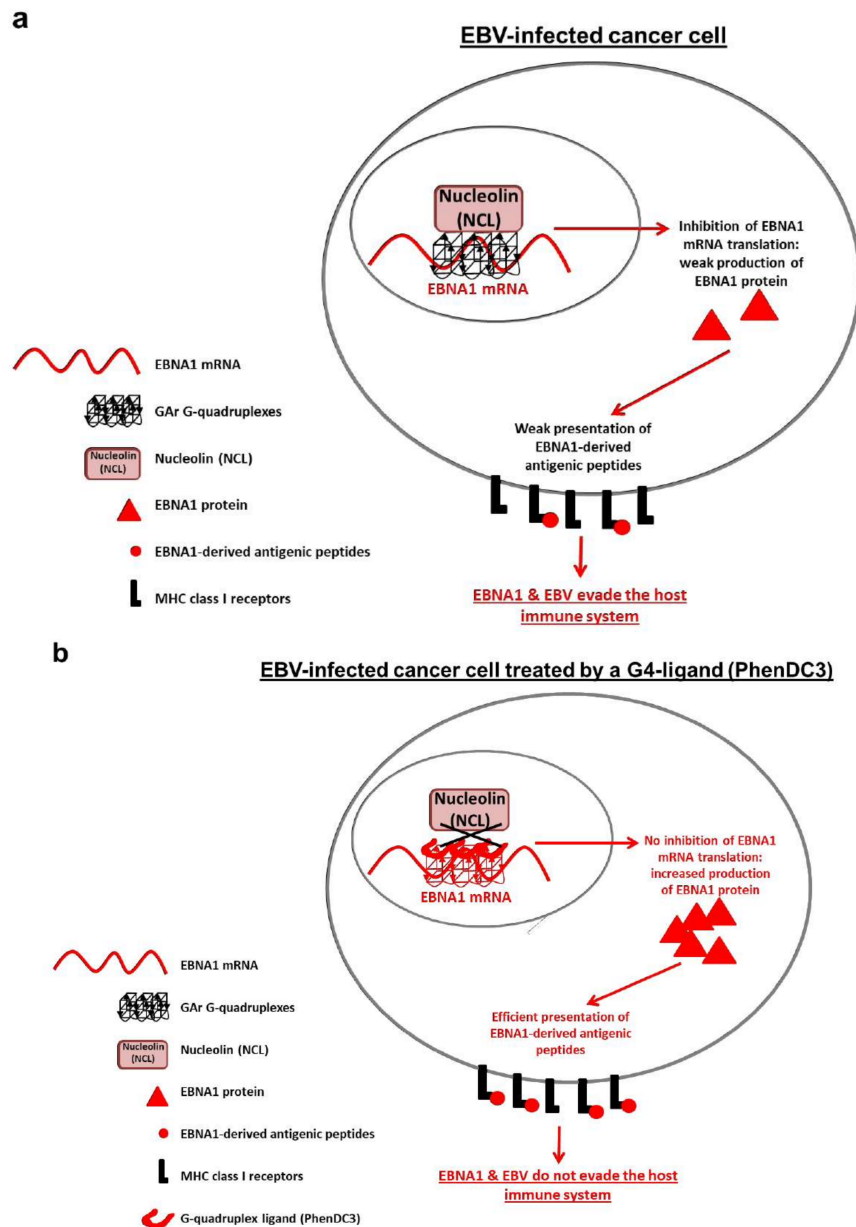 a
EBV-infected cancer cell
Nucleolin
(NCL)
EBNA1 mRNA
Inhibition of EBNA1
mRNA translation:
weak production of
EBNA1 protein
Weak presentation of
EBNA1-derived
antigenic peptides
EBNA1 & EBV evade the host
immune system
EBNA1 mRNA
GAr G-quadruplexes
Nucleolin
(NCL)
Nucleolin (NCL)
EBNA1 protein
EBNA1-derived antigenic peptides
MHC class I receptors
b
EBV-infected cancer cell treated by a G4-ligand (PhenDC3)
Nucleolin
(NCL)
EBNA1 mRNA
No inhibition of EBNA1
mRNA translation:
increased production
of EBNA1 protein
Efficient presentation of
EBNA1-derived antigenic
peptides
EBNA1 & EBV do not evade the host
immune system
EBNA1 mRNA
GAr G-quadruplexes
Nucleolin
(NCL)
Nucleolin (NCL)
EBNA1 protein
EBNA1-derived antigenic peptides
MHC class I receptors
G-quadruplex ligand (PhenDC3)